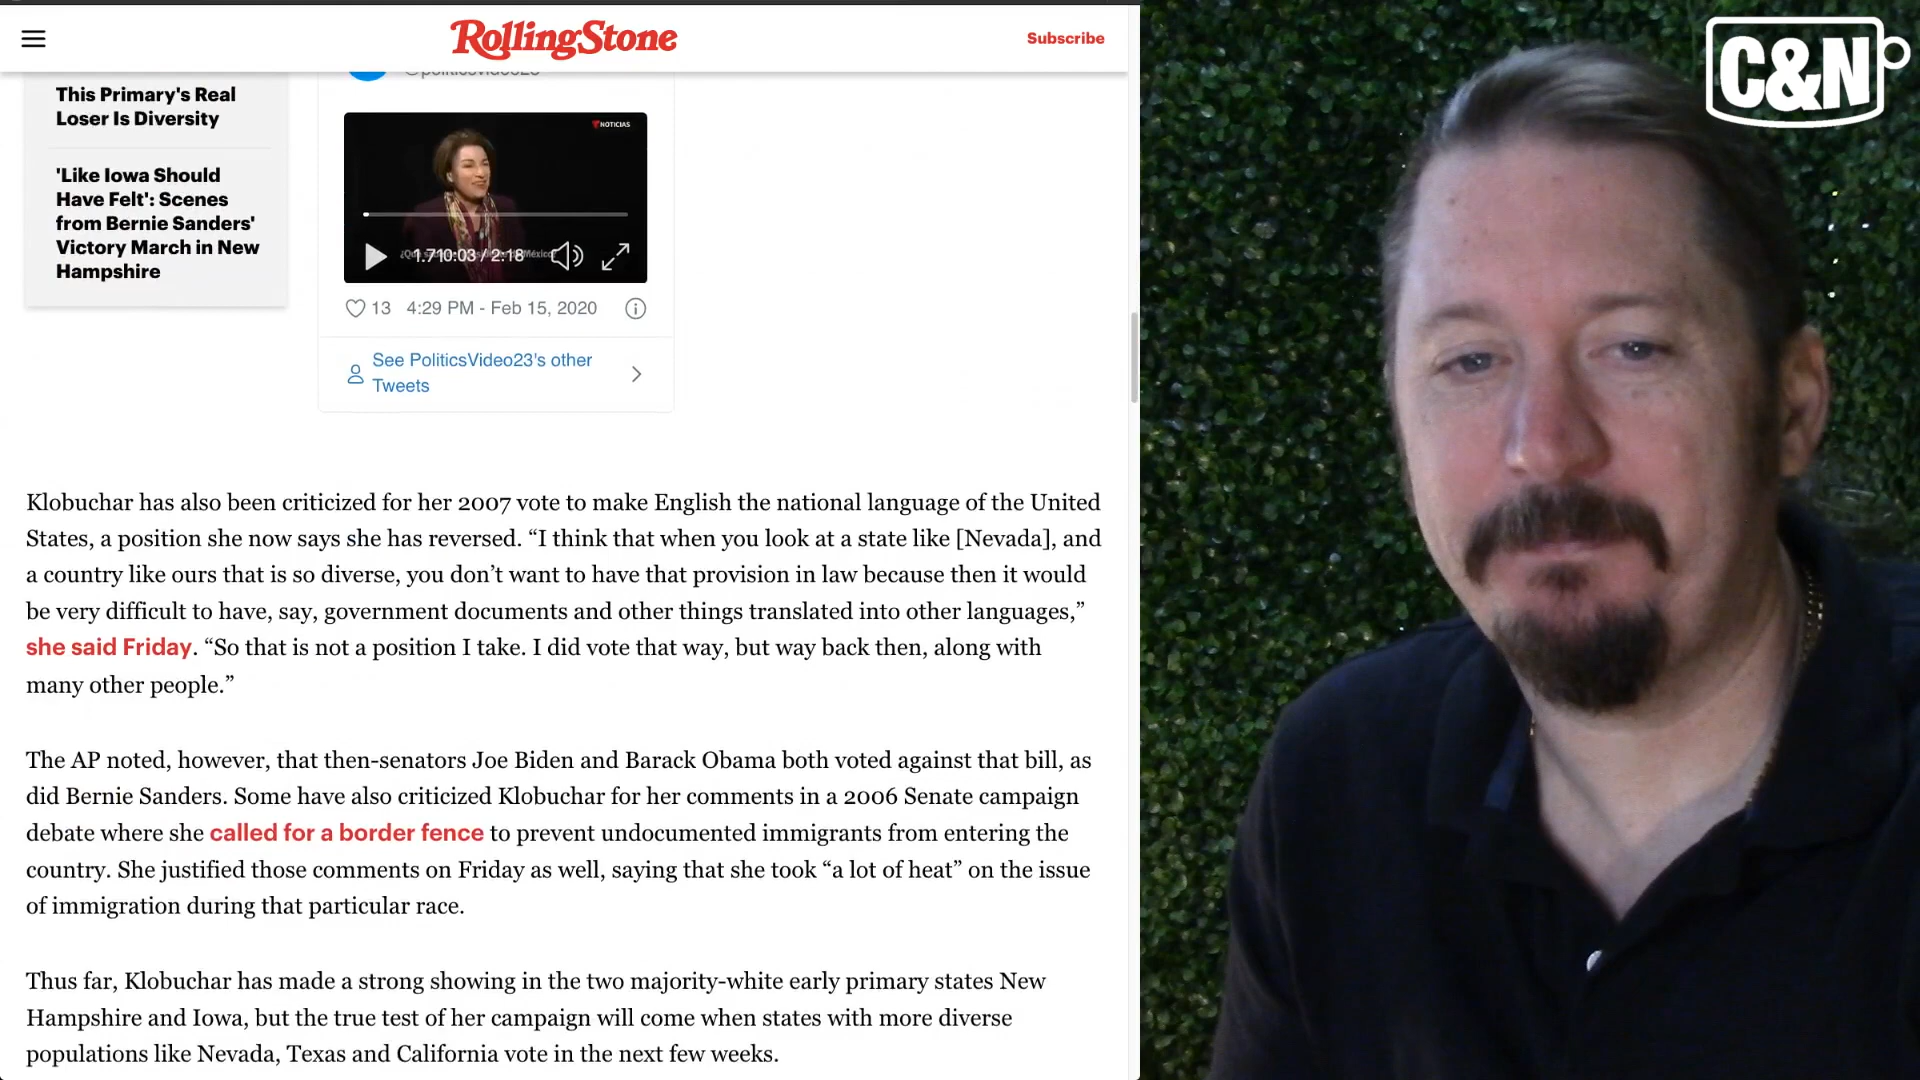 RollingStone
Subscribe
C&N
This Primary's Real
Loser Is Diversity
'Like Iowa Should
Have Felt': Scenes
from Bernie Sanders'
Victory March in New
Hampshire
NOTICIAS
0:03 / 2:18
13 4:29 PM - Feb 15, 2020
See PoliticsVideo23's other
Tweets
Klobuchar has also been criticized for her 2007 vote to make English the national language of the United
States, a position she now says she has reversed. “I think that when you look at a state like [Nevada], and
a country like ours that is so diverse, you don’t want to have that provision in law because then it would
be very difficult to have, say, government documents and other things translated into other languages,”
she said Friday. “So that is not a position I take. I did vote that way, but way back then, along with
many other people.”
The AP noted, however, that then-senators Joe Biden and Barack Obama both voted against that bill, as
did Bernie Sanders. Some have also criticized Klobuchar for her comments in a 2006 Senate campaign
debate where she called for a border fence to prevent undocumented immigrants from entering the
country. She justified those comments on Friday as well, saying that she took “a lot of heat” on the issue
of immigration during that particular race.
Thus far, Klobuchar has made a strong showing in the two majority-white early primary states New
Hampshire and Iowa, but the true test of her campaign will come when states with more diverse
populations like Nevada, Texas and California vote in the next few weeks.